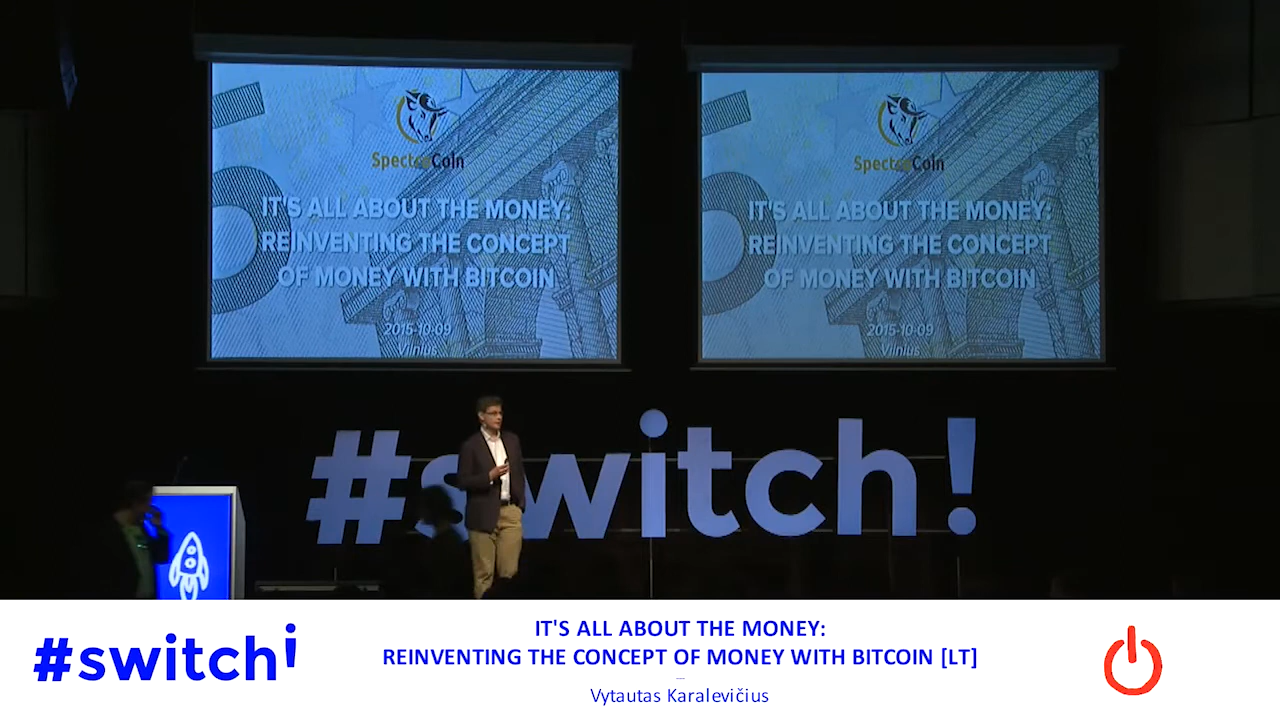 SpectroCoin
IT'S ALL ABOUT THE MONEY:
REINVENTING THE CONCEPT
OF MONEY WITH BITCOIN
2015-10-09
Vilnius
SpectroCoin
IT'S ALL ABOUT THE MONEY:
REINVENTING THE CONCEPT
OF MONEY WITH BITCOIN
2015-10-09
Vilnius
#switch!
#switch!
IT'S ALL ABOUT THE MONEY:
REINVENTING THE CONCEPT OF MONEY WITH BITCOIN [LT]
Vytautas Karalevičius